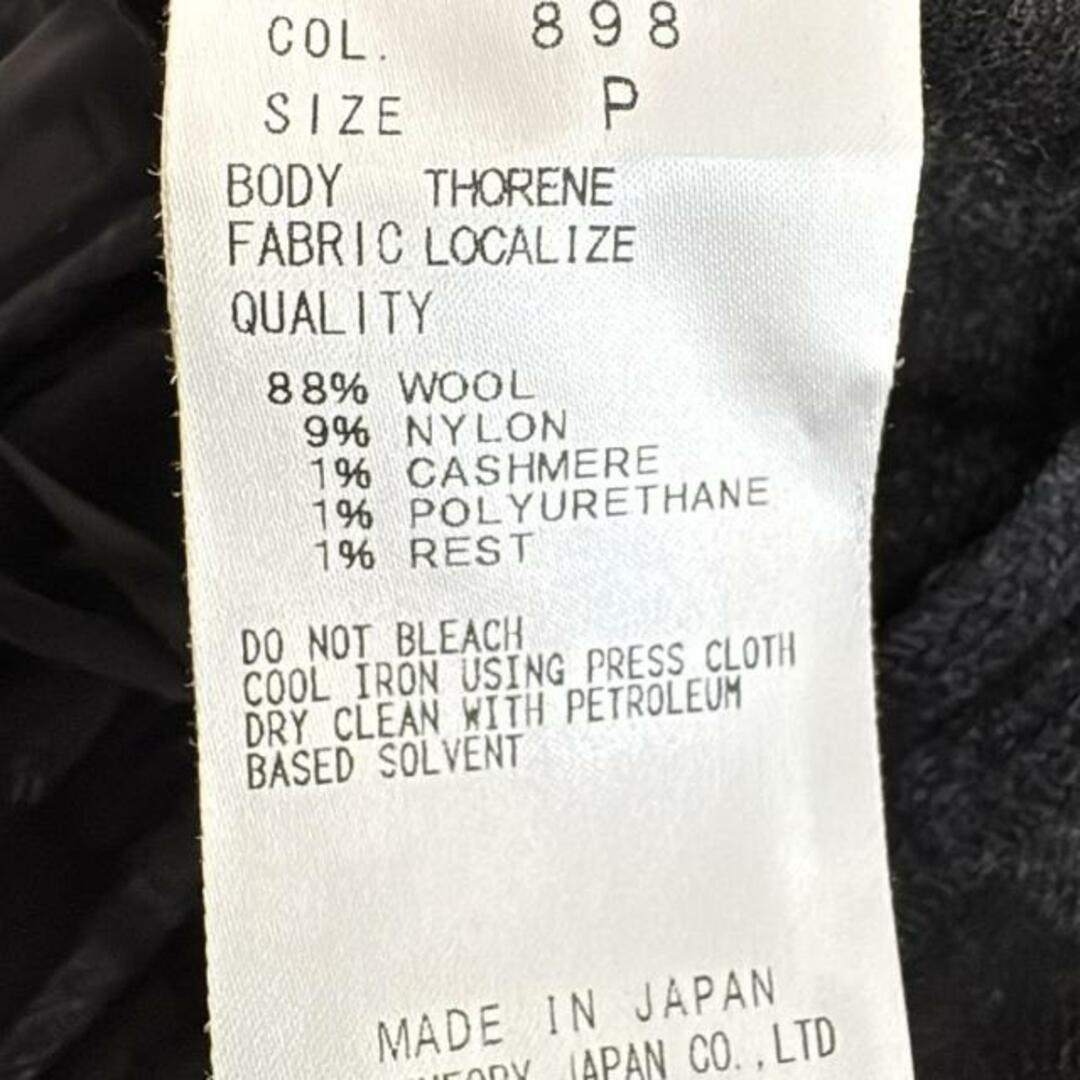 COL. 898
SIZE P
BODY THORENE
FABRIC LOCALIZE
QUALITY
88% WOOL
9% NYLON
1% CASHMERE
1% POLYURETHANE
1% REST
DO NOT BLEACH
COOL IRON USING PRESS CLOTH
DRY CLEAN WITH PETROLEUM
BASED SOLVENT
MADE IN JAPAN
JAPAN CO.,LTD